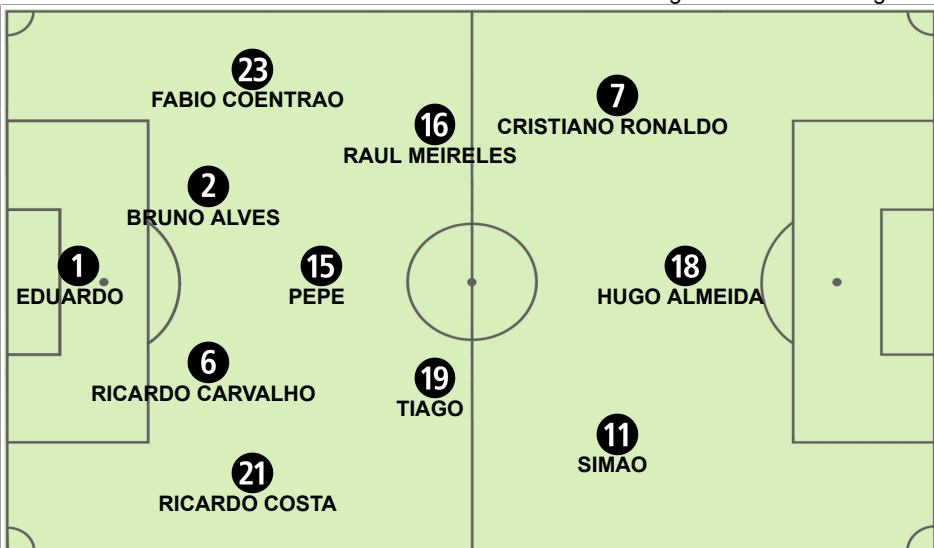 23
FABIO COENTRAO
7
CRISTIANO RONALDO
16
RAUL MEIRELES
2
BRUNO ALVES
1
EDUARDO
15
PEPE
18
HUGO ALMEIDA
6
RICARDO CARVALHO
19
TIAGO
11
SIMAO
21
RICARDO COSTA